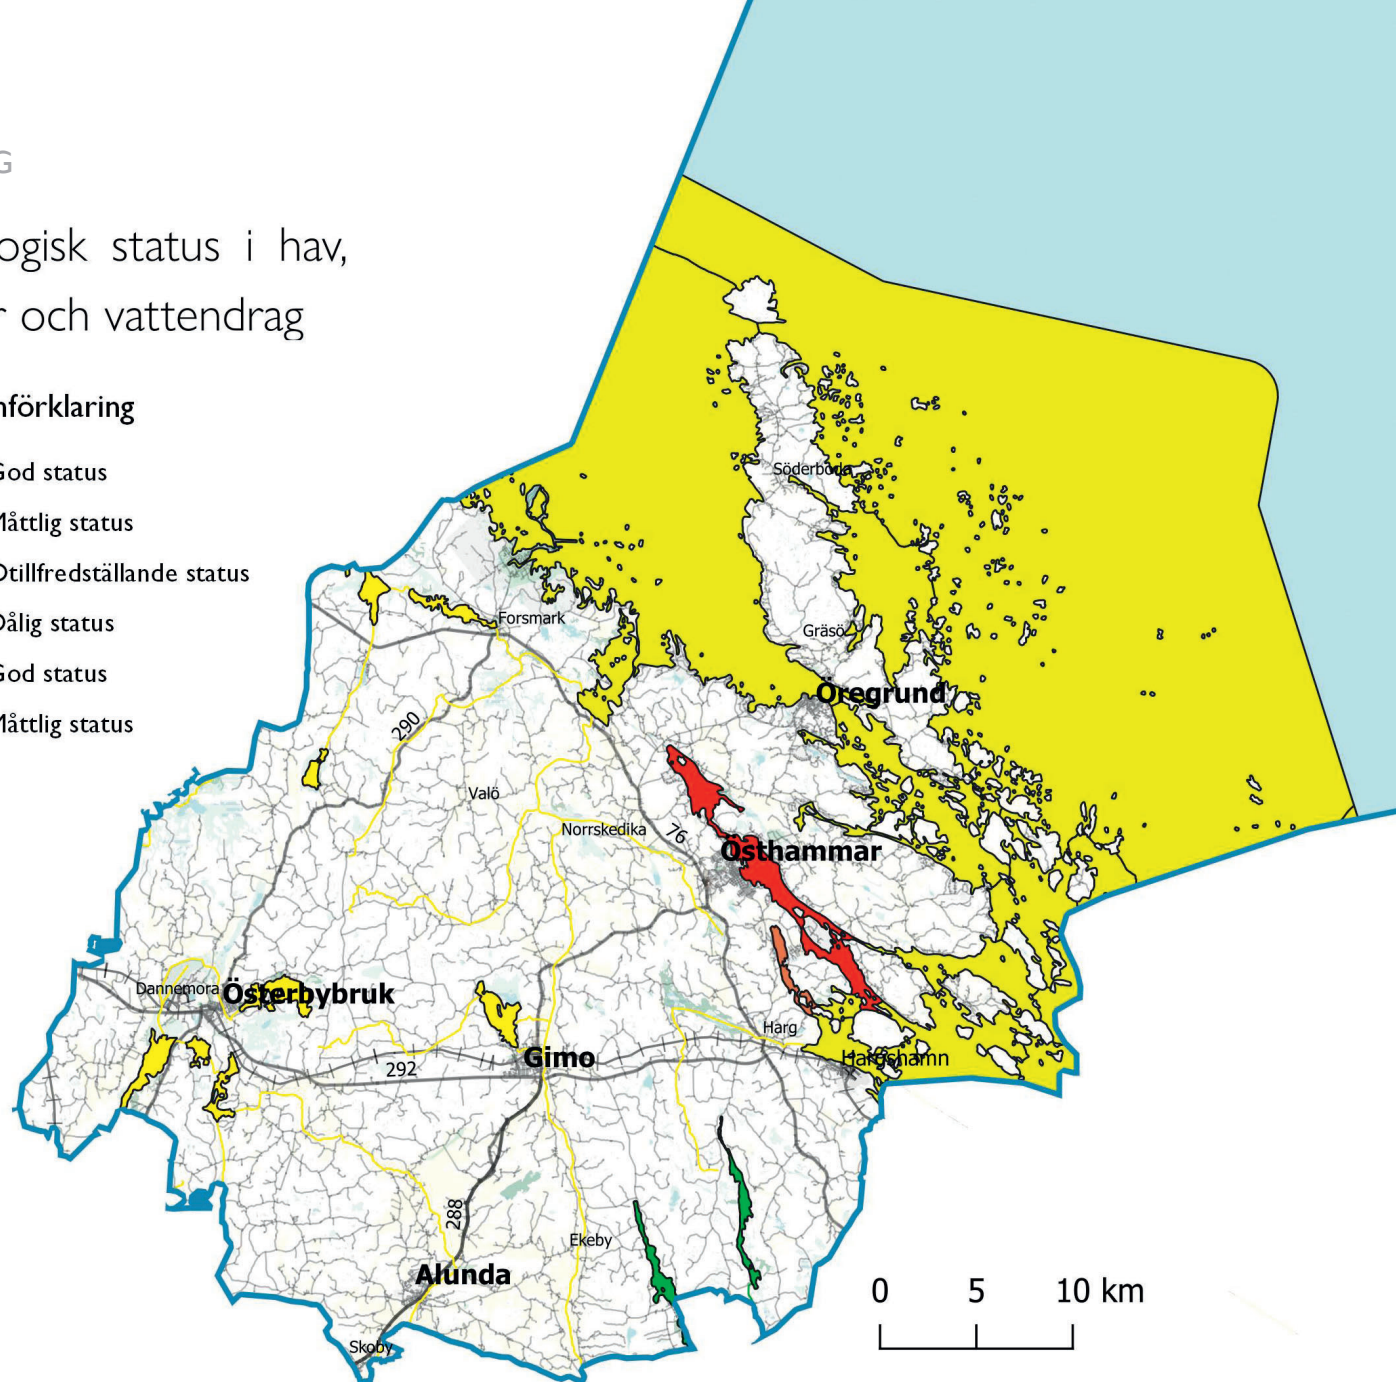 G
ogisk status i hav,
r och vattendrag
nförklaring
God status
Måttlig status
Otillfredställande status
Dålig status
God status
Måttlig status
Söderboda
Forsmark
Gräsö
Öregrund
290
Valö
Norrskedika
76
Östhammar
Dannemora
Österbybruk
Harg
Gimo
Hargshamn
292
288
Ekeby
Alunda
Skoby
0 5 10 km